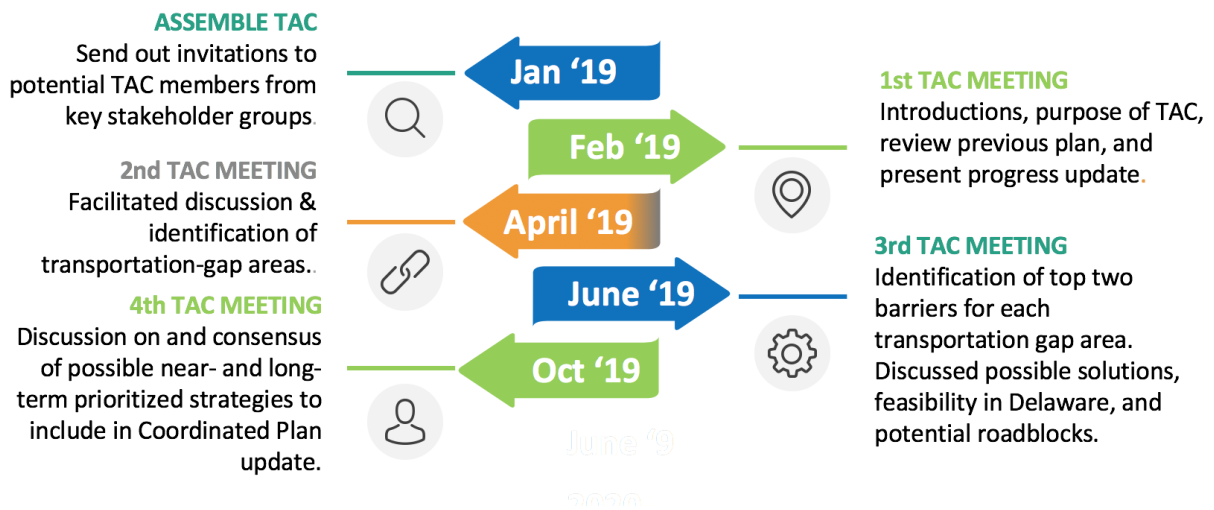 ASSEMBLE TAC
Send out invitations to
potential TAC members from
key stakeholder groups.
Jan ‘19
1st TAC MEETING
Introductions, purpose of TAC,
review previous plan, and
present progress update.
Feb ‘19
2nd TAC MEETING
Facilitated discussion &
identification of
transportation-gap areas..
April ‘19
3rd TAC MEETING
Identification of top two
barriers for each
transportation gap area.
Discussed possible solutions,
feasibility in Delaware, and
potential roadblocks.
June ‘19
4th TAC MEETING
Discussion on and consensus
of possible near- and long-
term prioritized strategies to
include in Coordinated Plan
update.
Oct ‘19
June ‘9